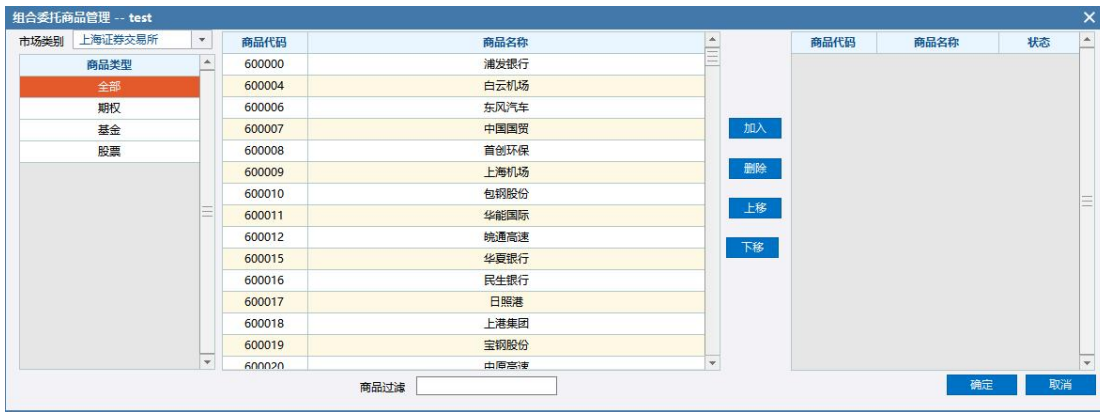 组合委托商品管理 -- test
市场类别 上海证券交易所
商品类型
全部
期权
基金
股票
商品代码 商品名称
600000 浦发银行
600004 白云机场
600006 东风汽车
600007 中国国贸
600008 首创环保
600009 上海机场
600010 包钢股份
600011 华能国际
600012 皖通高速
600015 华夏银行
600016 民生银行
600017 日照港
600018 上港集团
600019 宝钢股份
600020 中原高速
加入
删除
上移
下移
商品代码 商品名称 状态
商品过滤
确定 取消